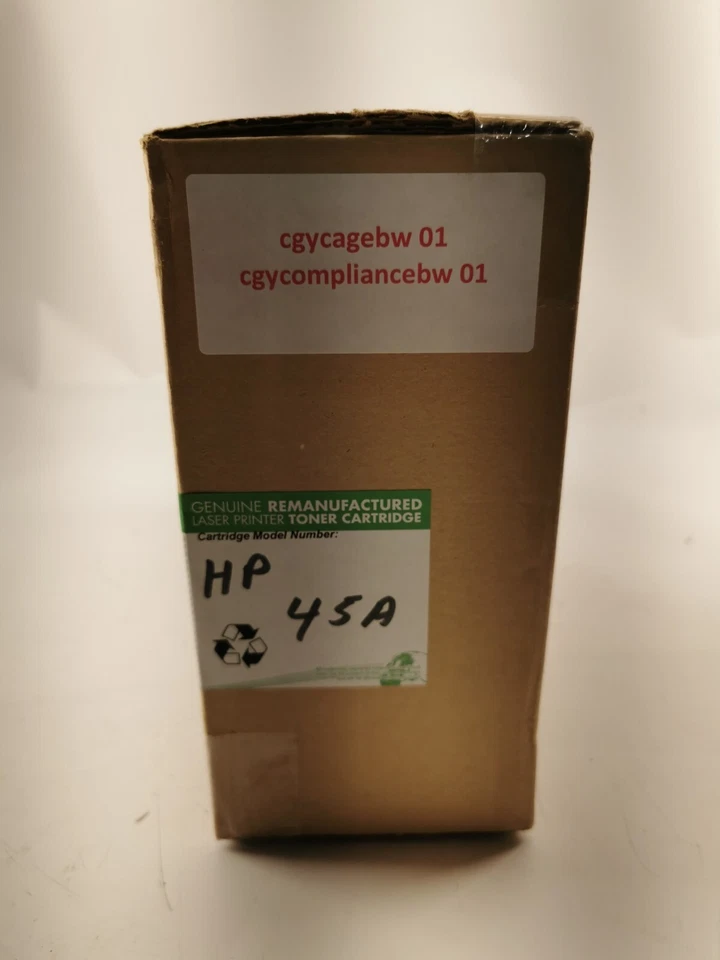 cgycagebw 01
cgycompliancebw 01
GENUINE REMANUFACTURED
LASER PRINTER TONER CARTRIDGE
Cartridge Model Number:
HP
45A